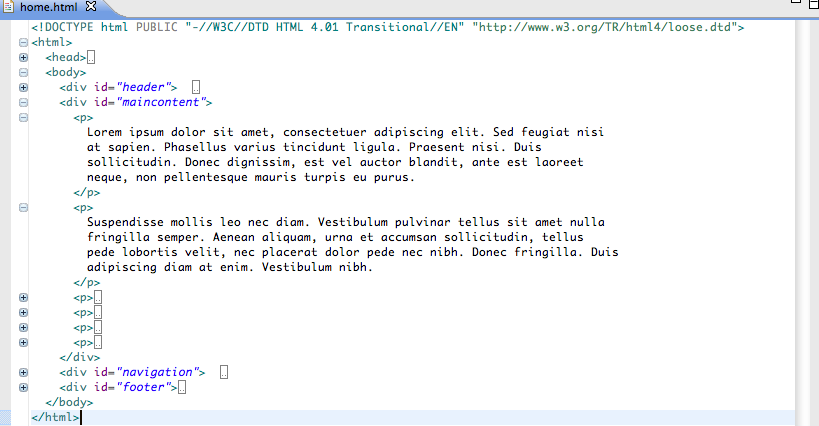 home.html
<!DOCTYPE html PUBLIC "-//W3C//DTD HTML 4.01 Transitional//EN" "http://www.w3.org/TR/html4/loose.dtd">
<html>
<head>
<body>
<div id="header">
<div id="maincontent">
<p>
Lorem ipsum dolor sit amet, consectetuer adipiscing elit. Sed feugiat nisi
at sapien. Phasellus varius tincidunt ligula. Praesent nisi. Duis
sollicitudin. Donec dignissim, est vel auctor blandit, ante est laoreet
neque, non pellentesque mauris turpis eu purus.
</p>
<p>
Suspendisse mollis leo nec diam. Vestibulum pulvinar tellus sit amet nulla
fringilla semper. Aenean aliquam, urna et accumsan sollicitudin, tellus
pede lobortis velit, nec placerat dolor pede nec nibh. Donec fringilla. Duis
adipiscing diam at enim. Vestibulum nibh.
</p>
<p>
<p>
<p>
<p>
</div>
<div id="navigation">
<div id="footer">
</body>
</html>